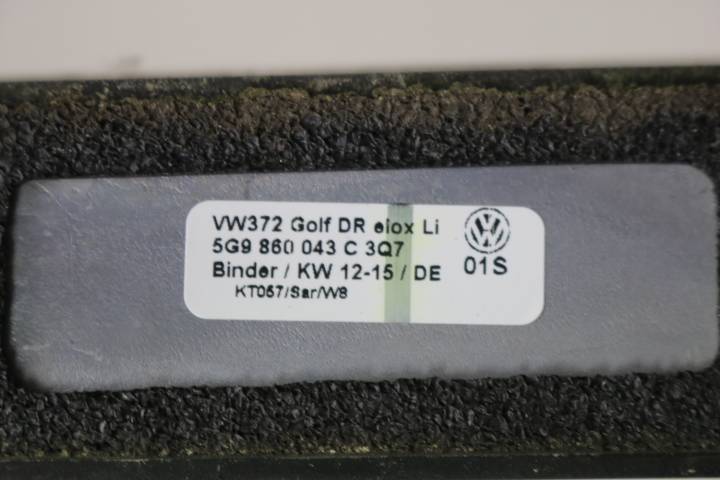 VW372 Golf DR elox Li
5G9 860 043 C 3Q7
Binder / KW 12-15 / DE
01S
KT057/Sar/W8